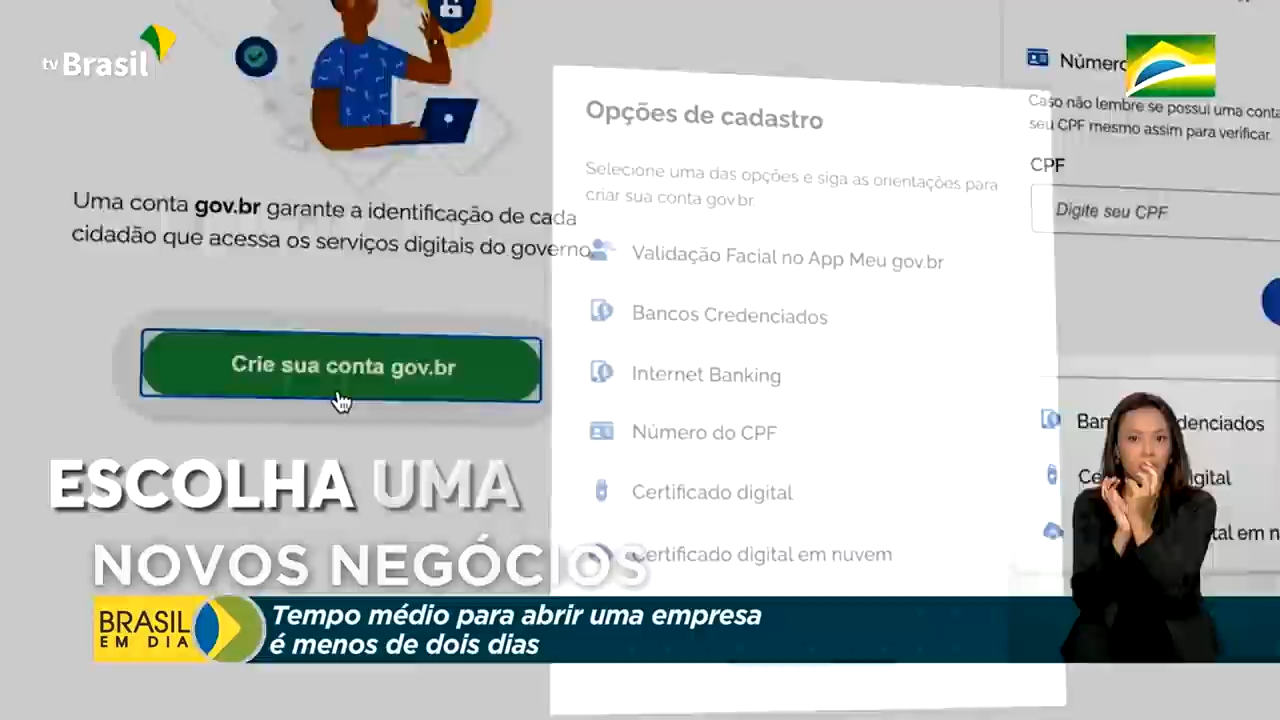 tv Brasil
Uma conta gov.br garante a identificação de cada
cidadão que acessa os serviços digitais do governo.
Crie sua conta gov.br
Opções de cadastro
Selecione uma das opções e siga as orientações para
criar sua conta gov.br
Validação Facial no App Meu gov.br
Bancos Credenciados
Internet Banking
Número do CPF
Certificado digital
Certificado digital em nuvem
Caso não lembre se possui uma conta
seu CPF mesmo assim para verificar.
CPF
Digite seu CPF
ESCOLHA UMA
NOVOS NEGÓCIOS
BRASIL
EM DIA
Tempo médio para abrir uma empresa
é menos de dois dias